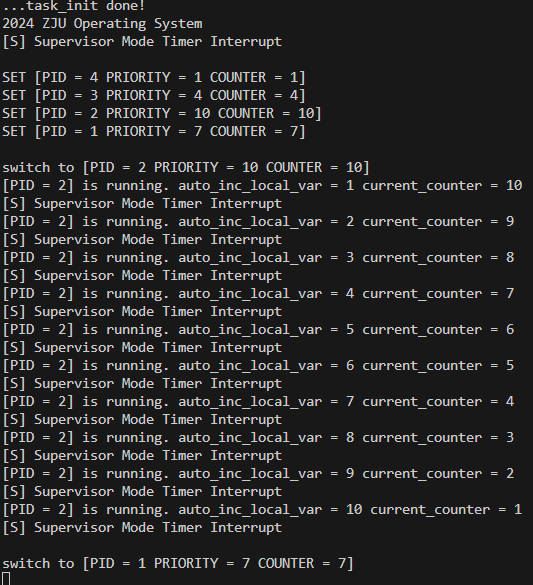 ...task_init done!
2024 ZJU Operating System
[S] Supervisor Mode Timer Interrupt
SET [PID = 4 PRIORITY = 1 COUNTER = 1]
SET [PID = 3 PRIORITY = 4 COUNTER = 4]
SET [PID = 2 PRIORITY = 10 COUNTER = 10]
SET [PID = 1 PRIORITY = 7 COUNTER = 7]
switch to [PID = 2 PRIORITY = 10 COUNTER = 10]
[PID = 2] is running. auto_inc_local_var = 1 current_counter = 10
[S] Supervisor Mode Timer Interrupt
[PID = 2] is running. auto_inc_local_var = 2 current_counter = 9
[S] Supervisor Mode Timer Interrupt
[PID = 2] is running. auto_inc_local_var = 3 current_counter = 8
[S] Supervisor Mode Timer Interrupt
[PID = 2] is running. auto_inc_local_var = 4 current_counter = 7
[S] Supervisor Mode Timer Interrupt
[PID = 2] is running. auto_inc_local_var = 5 current_counter = 6
[S] Supervisor Mode Timer Interrupt
[PID = 2] is running. auto_inc_local_var = 6 current_counter = 5
[S] Supervisor Mode Timer Interrupt
[PID = 2] is running. auto_inc_local_var = 7 current_counter = 4
[S] Supervisor Mode Timer Interrupt
[PID = 2] is running. auto_inc_local_var = 8 current_counter = 3
[S] Supervisor Mode Timer Interrupt
[PID = 2] is running. auto_inc_local_var = 9 current_counter = 2
[S] Supervisor Mode Timer Interrupt
[PID = 2] is running. auto_inc_local_var = 10 current_counter = 1
[S] Supervisor Mode Timer Interrupt
switch to [PID = 1 PRIORITY = 7 COUNTER = 7]